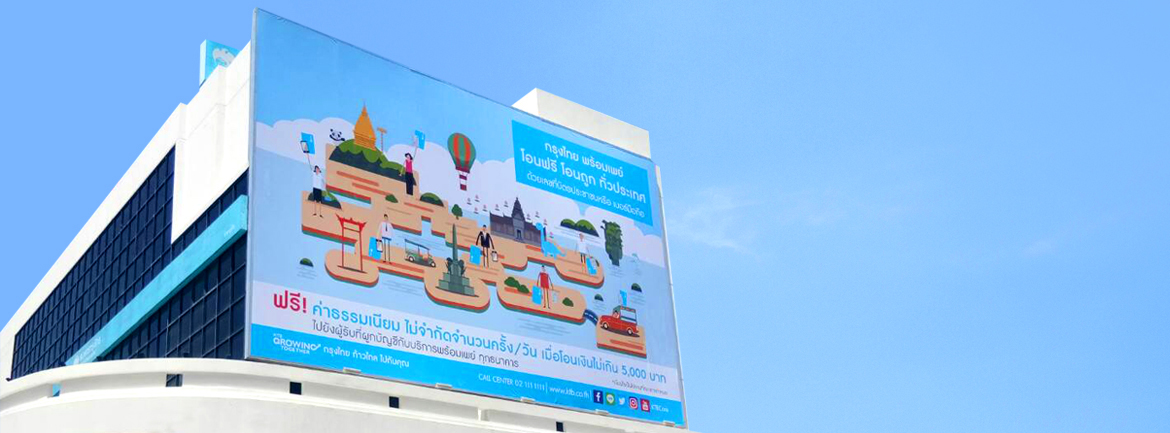 กรุงไทย พร้อมเพย์
โอนฟรี โอนถูก ทั่วประเทศ
ด้วยเลขที่บัตรประชาชนหรือ เบอร์มือถือ
ฟรี! ค่าธรรมเนียม ไม่จำกัดจำนวนครั้ง/วัน เมื่อโอนเงินไม่เกิน 5,000 บาท
ไปยังผู้รับที่ผูกบัญชีกับบริการพร้อมเพย์ ทุกธนาคาร
GROWING
TOGETHER
กรุงไทย ก้าวไกล ไปกับคุณ
CALL CENTER 02 111 1111 | www.ktb.co.th